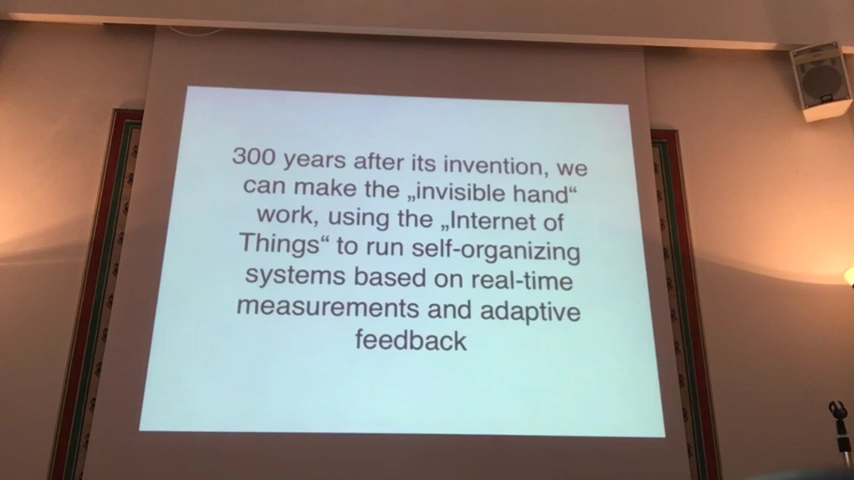 300 years after its invention, we
can make the „invisible hand“
work, using the „Internet of
Things“ to run self-organizing
systems based on real-time
measurements and adaptive
feedback